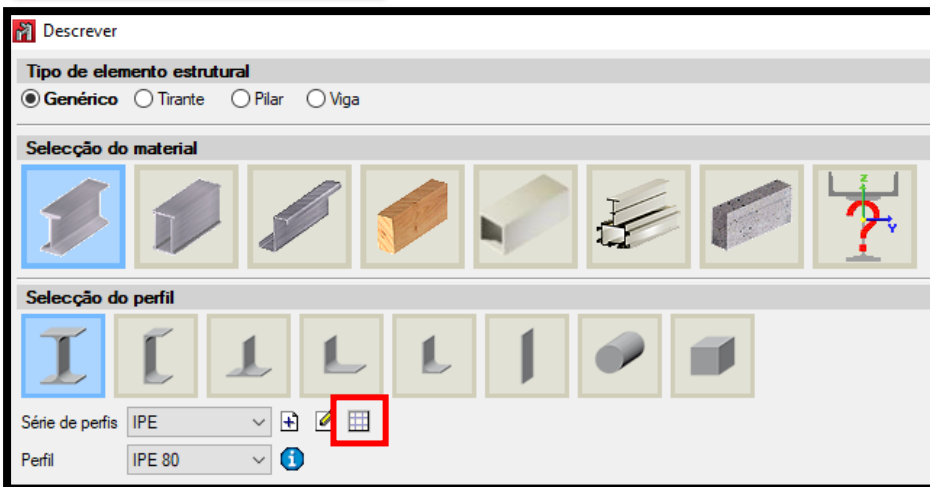 Descrever
Tipo de elemento estrutural
Genérico Tirante Pilar Viga
Selecção do material
z
Y
Selecção do perfil
Série de perfis IPE
Perfil IPE 80